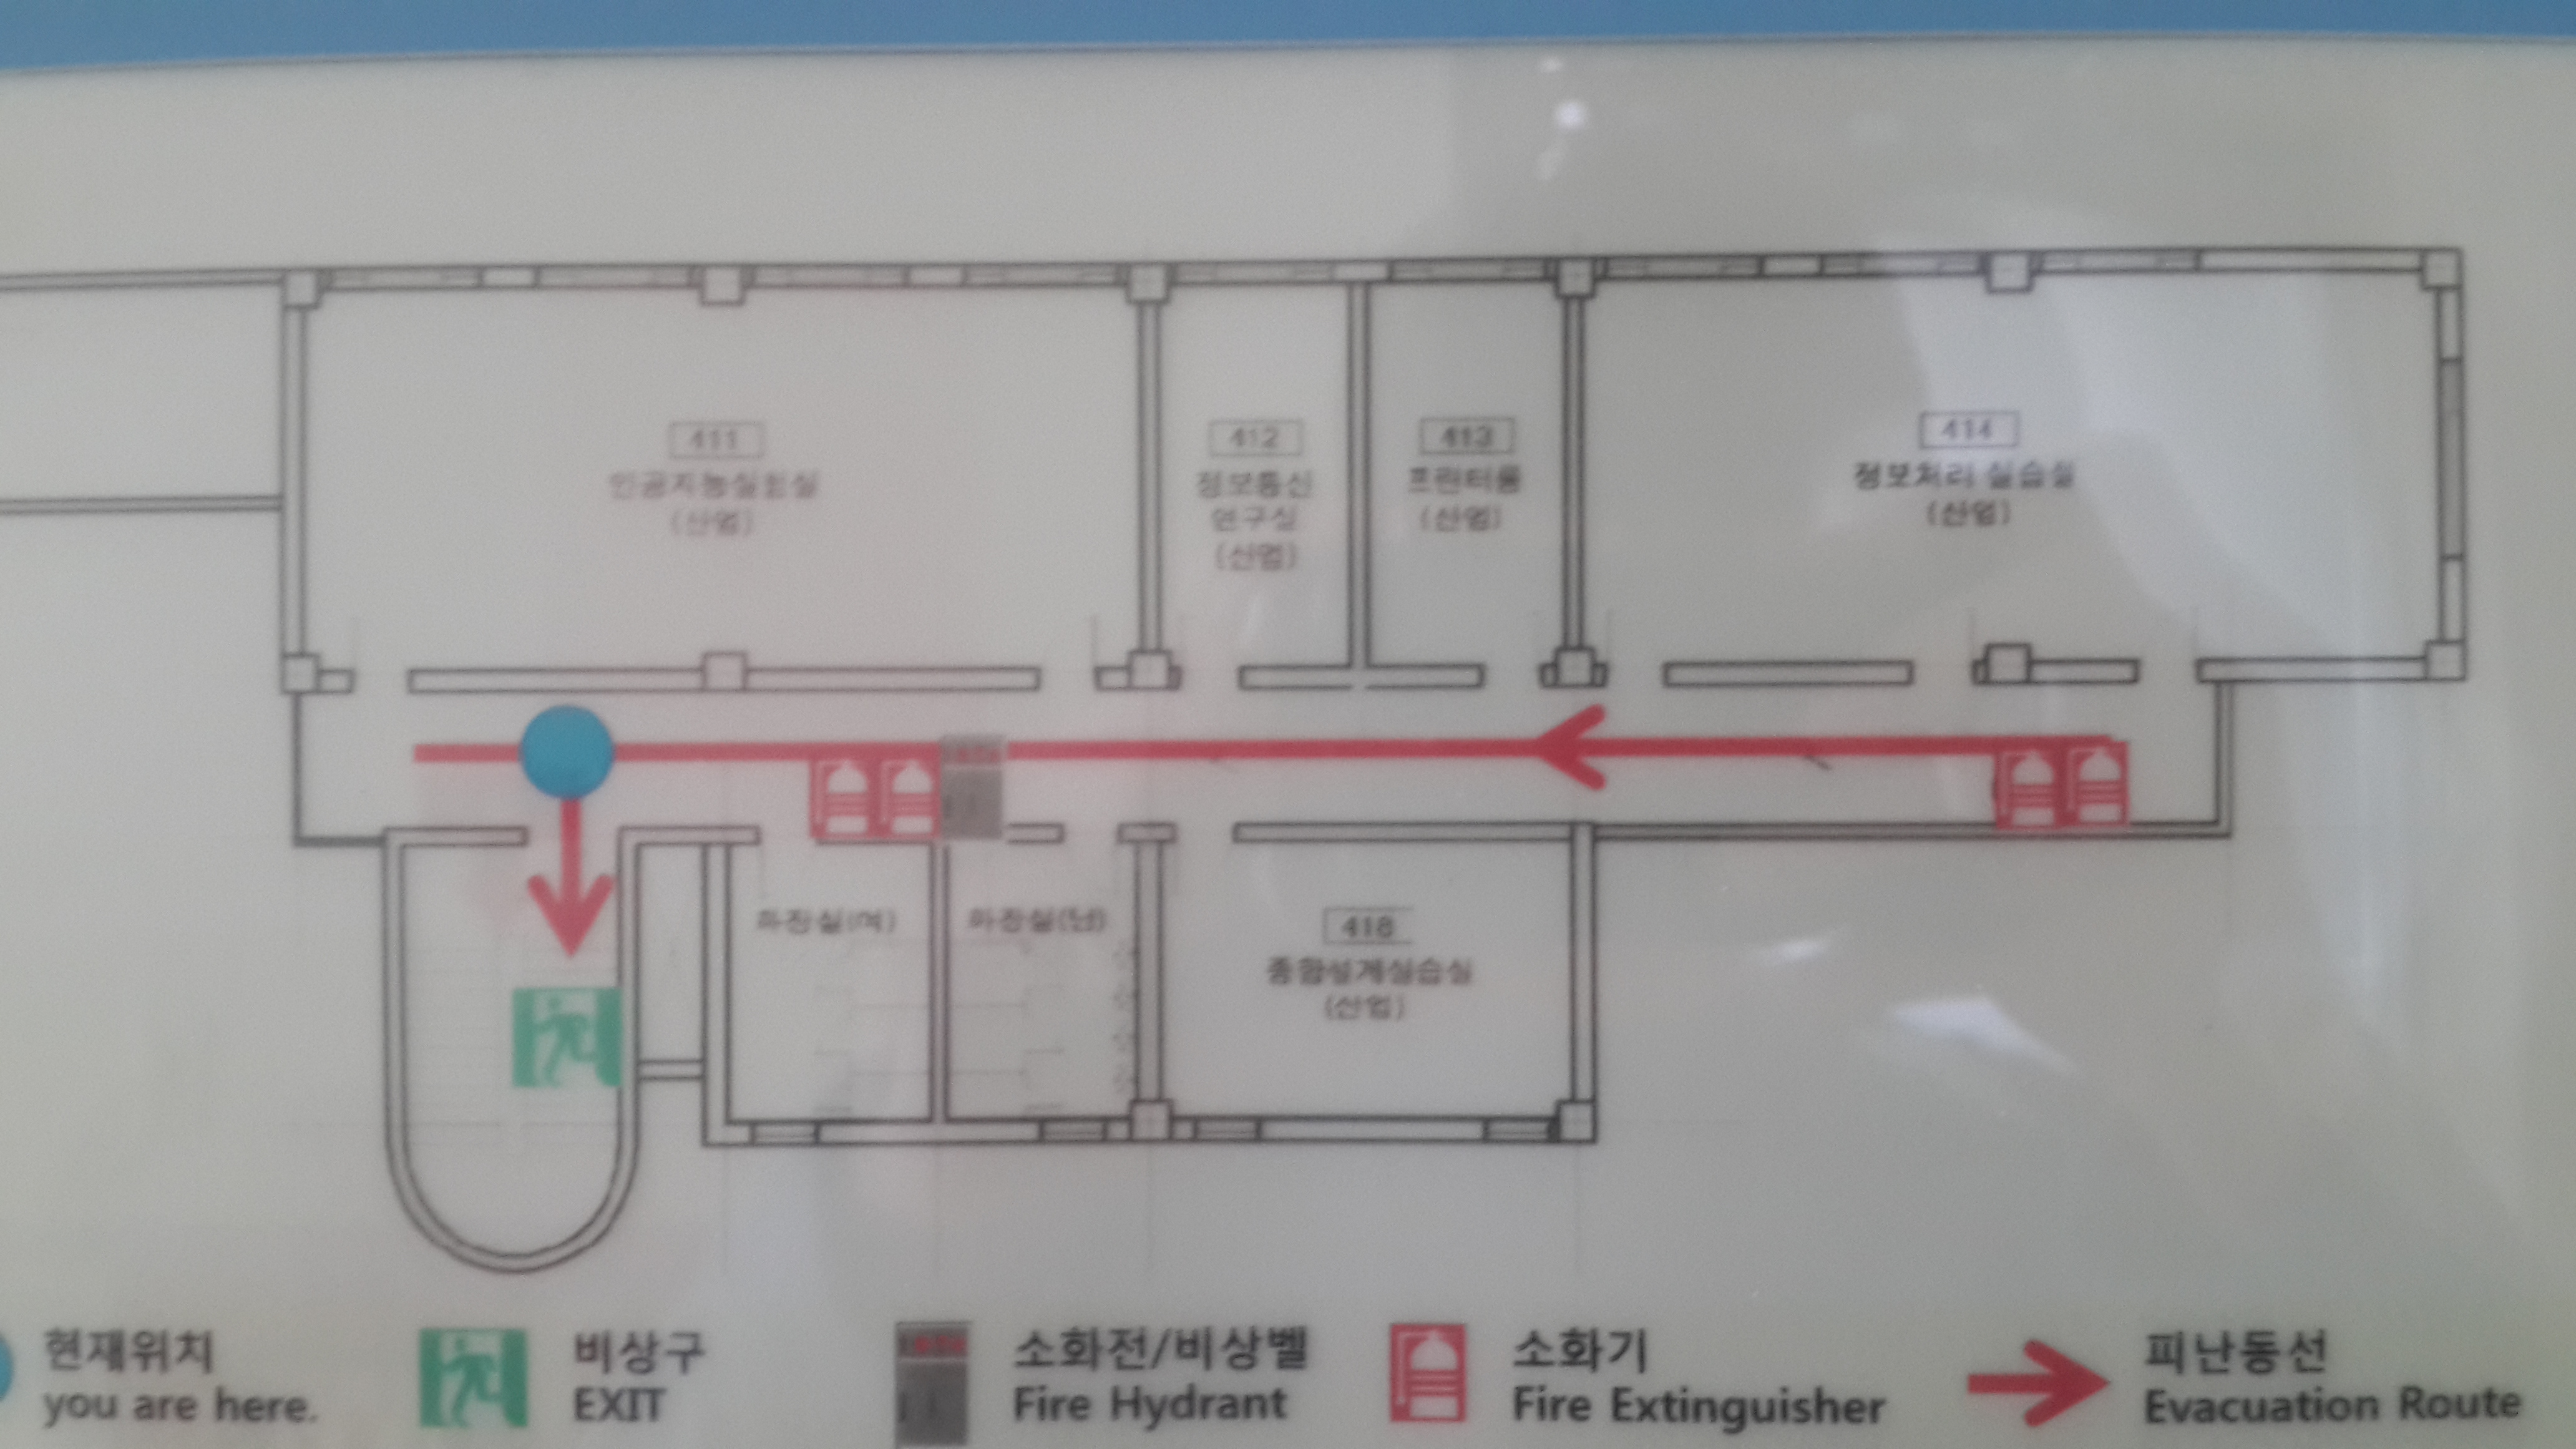 411
인공지능실험실
(산업)
412
정보통신
연구실
(산업)
413
프린터룸
(산업)
414
정보처리 실습실
(산업)
화장실(여)
화장실(남)
418
종합설계실습실
(산업)
현재위치
you are here.
비상구
EXIT
소화전/비상벨
Fire Hydrant
소화기
Fire Extinguisher
피난동선
Evacuation Route